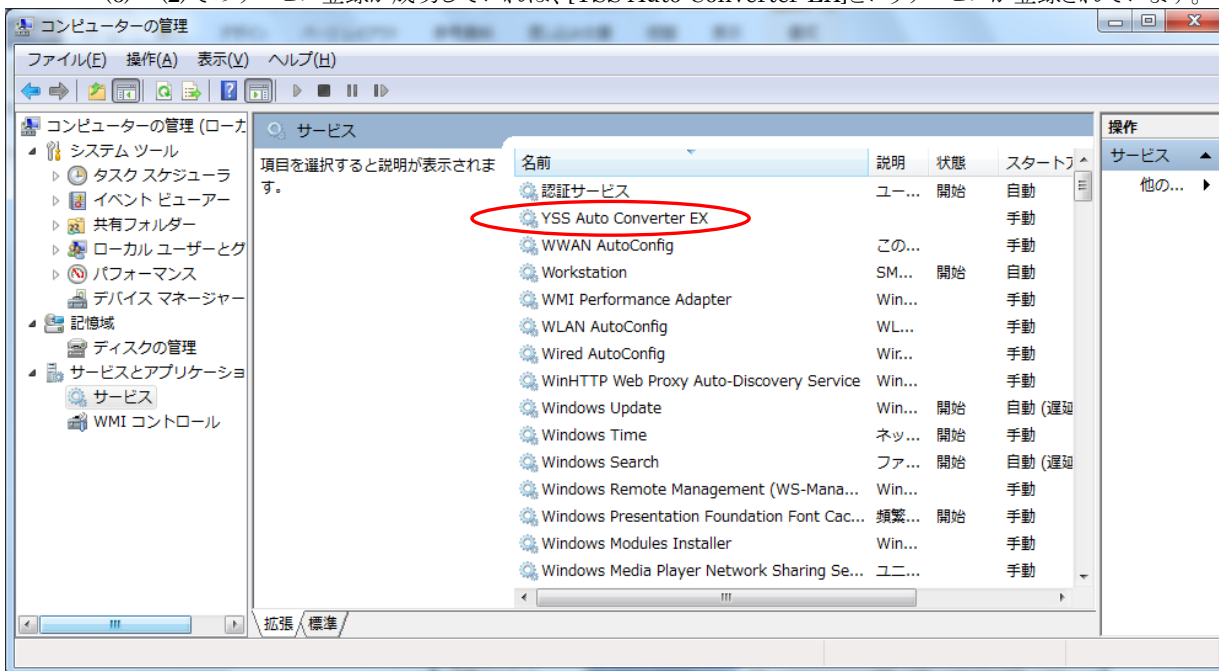 コンピューターの管理
ファイル(F) 操作(A) 表示(V) ヘルプ(H)
コンピューターの管理 (ローカ
システム ツール
タスク スケジューラ
イベント ビューアー
共有フォルダー
ローカル ユーザーとグ
パフォーマンス
デバイス マネージャー
記憶域
ディスクの管理
サービスとアプリケーショ
サービス
WMI コントロール
サービス
項目を選択すると説明が表示されま
す。
名前 説明 状態 スタートア
認証サービス ユー... 開始 自動
YSS Auto Converter EX 手動
WWAN AutoConfig この... 手動
Workstation SM... 開始 自動
WMI Performance Adapter Win... 手動
WLAN AutoConfig WL... 手動
Wired AutoConfig Wir... 手動
WinHTTP Web Proxy Auto-Discovery Service Win... 手動
Windows Update Win... 開始 自動 (遅延
Windows Time ネッ... 開始 手動
Windows Search ファ... 開始 自動 (遅延
Windows Remote Management (WS-Mana... Win... 手動
Windows Presentation Foundation Font Cac... 頻繁... 開始 手動
Windows Modules Installer Win... 手動
Windows Media Player Network Sharing Se... ユニ... 手動
拡張 標準
操作
サービス
他の...